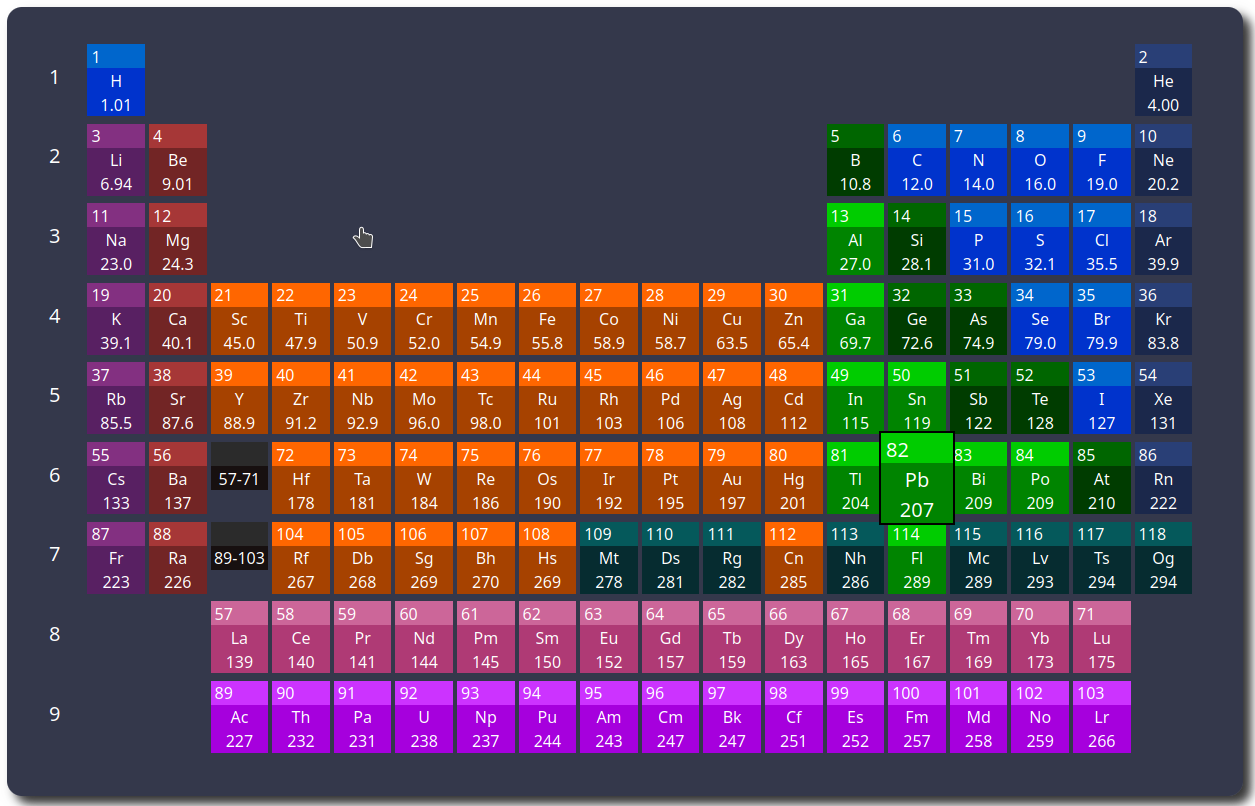 1 2
1 H He
1.01 4.00
3 4 5 6 7 8 9 10
2 Li Be B C N O F Ne
6.94 9.01 10.8 12.0 14.0 16.0 19.0 20.2
11 12 13 14 15 16 17 18
3 Na Mg Al Si P S Cl Ar
23.0 24.3 27.0 28.1 31.0 32.1 35.5 39.9
19 20 21 22 23 24 25 26 27 28 29 30 31 32 33 34 35 36
4 K Ca Sc Ti V Cr Mn Fe Co Ni Cu Zn Ga Ge As Se Br Kr
39.1 40.1 45.0 47.9 50.9 52.0 54.9 55.8 58.9 58.7 63.5 65.4 69.7 72.6 74.9 79.0 79.9 83.8
37 38 39 40 41 42 43 44 45 46 47 48 49 50 51 52 53 54
5 Rb Sr Y Zr Nb Mo Tc Ru Rh Pd Ag Cd In Sn Sb Te I Xe
85.5 87.6 88.9 91.2 92.9 96.0 98.0 101 103 106 108 112 115 119 122 128 127 131
55 56 72 73 74 75 76 77 78 79 80 81 82 83 84 85 86
6 Cs Ba 57-71 Hf Ta W Re Os Ir Pt Au Hg Tl Pb Bi Po At Rn
133 137 178 181 184 186 190 192 195 197 201 204 207 209 209 210 222
87 88 104 105 106 107 108 109 110 111 112 113 114 115 116 117 118
7 Fr Ra 89-103 Rf Db Sg Bh Hs Mt Ds Rg Cn Nh Fl Mc Lv Ts Og
223 226 267 268 269 270 269 278 281 282 285 286 289 289 293 294 294
57 58 59 60 61 62 63 64 65 66 67 68 69 70 71
8 La Ce Pr Nd Pm Sm Eu Gd Tb Dy Ho Er Tm Yb Lu
139 140 141 144 145 150 152 157 159 163 165 167 169 173 175
89 90 91 92 93 94 95 96 97 98 99 100 101 102 103
9 Ac Th Pa U Np Pu Am Cm Bk Cf Es Fm Md No Lr
227 232 231 238 237 244 243 247 247 251 252 257 258 259 266